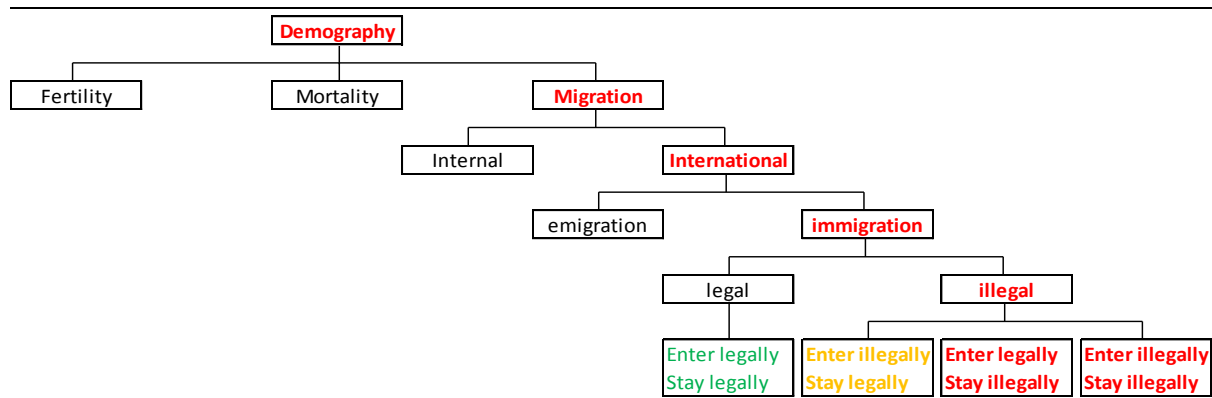 Demography
Fertility
Mortality
Migration
Internal
International
emigration
immigration
legal
illegal
Enter legally
Stay legally
Enter illegally
Stay legally
Enter legally
Stay illegally
Enter illegally
Stay illegally